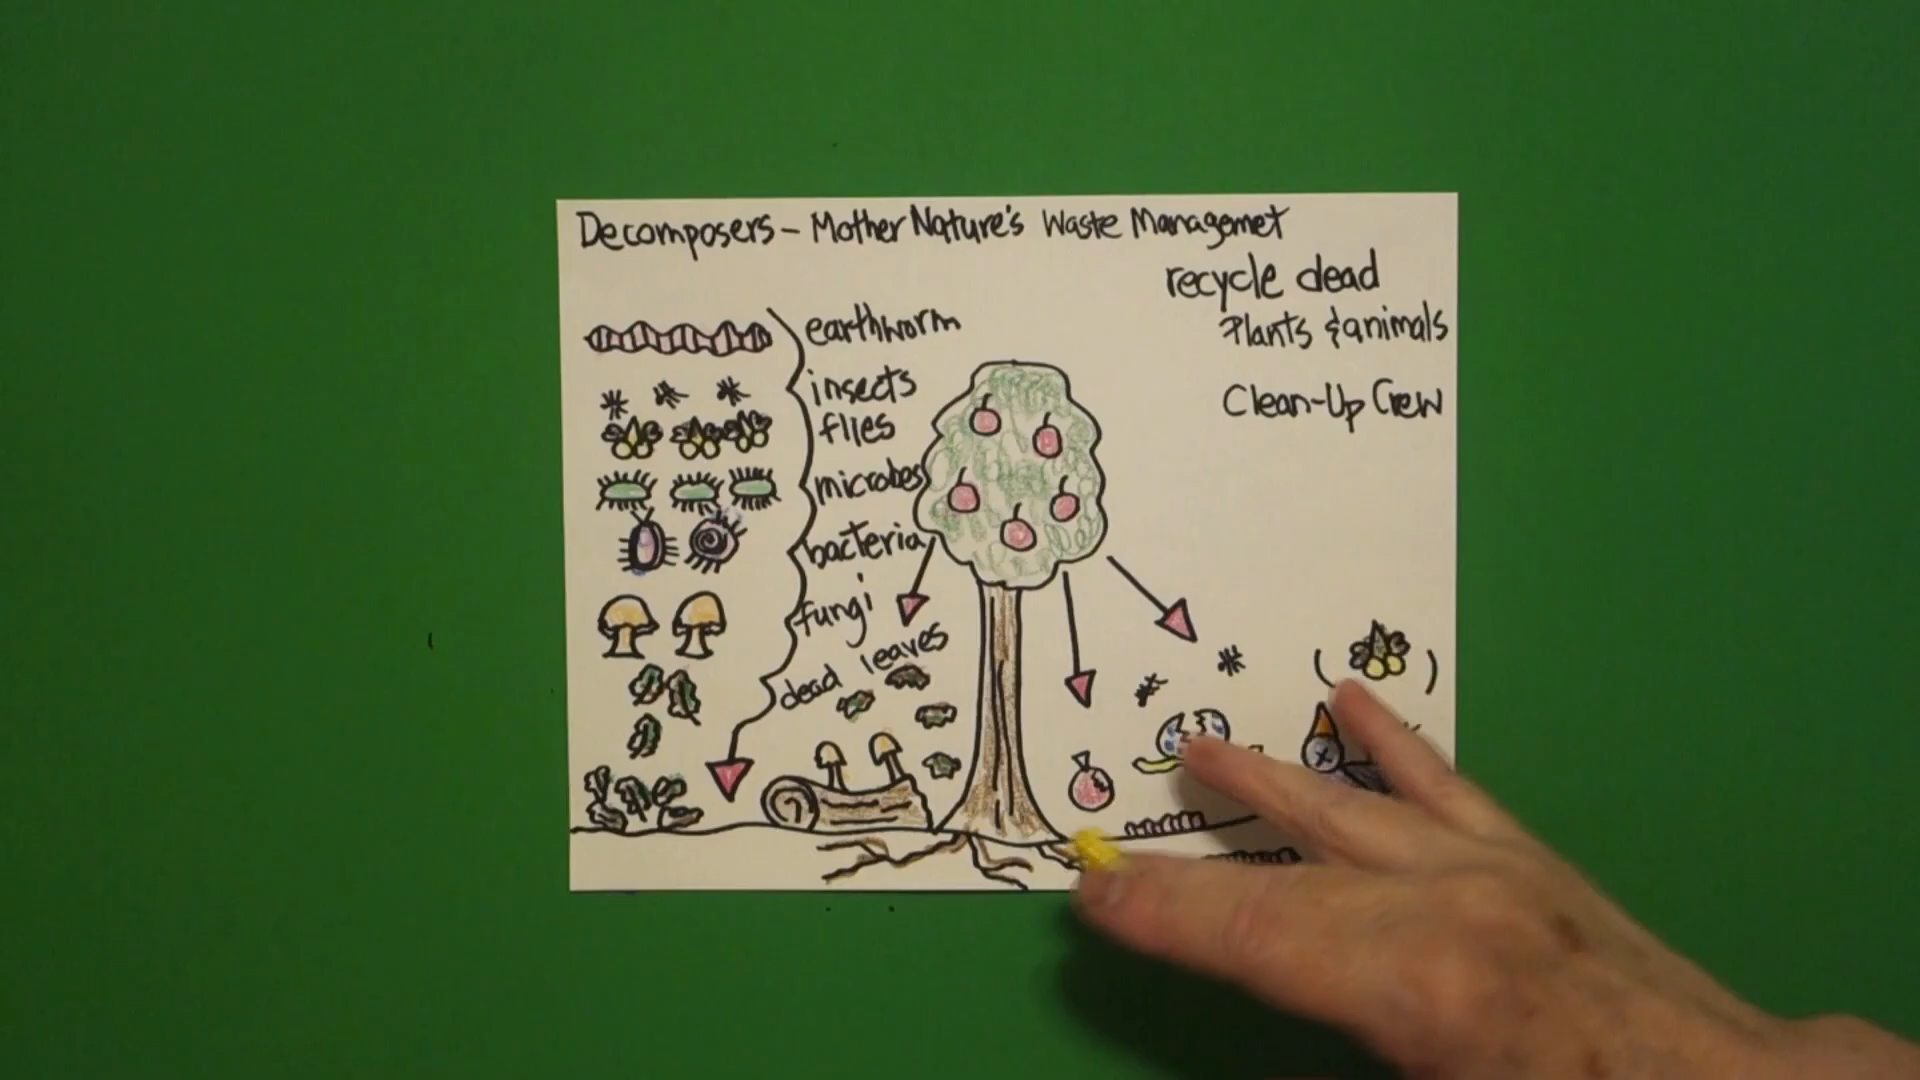 Decomposers - Mother Nature's Waste Managemet
recycle dead
Plants & animals
Clean-Up Crew
earthworm
insects
flies
microbes
bacteria
fungi
dead leaves